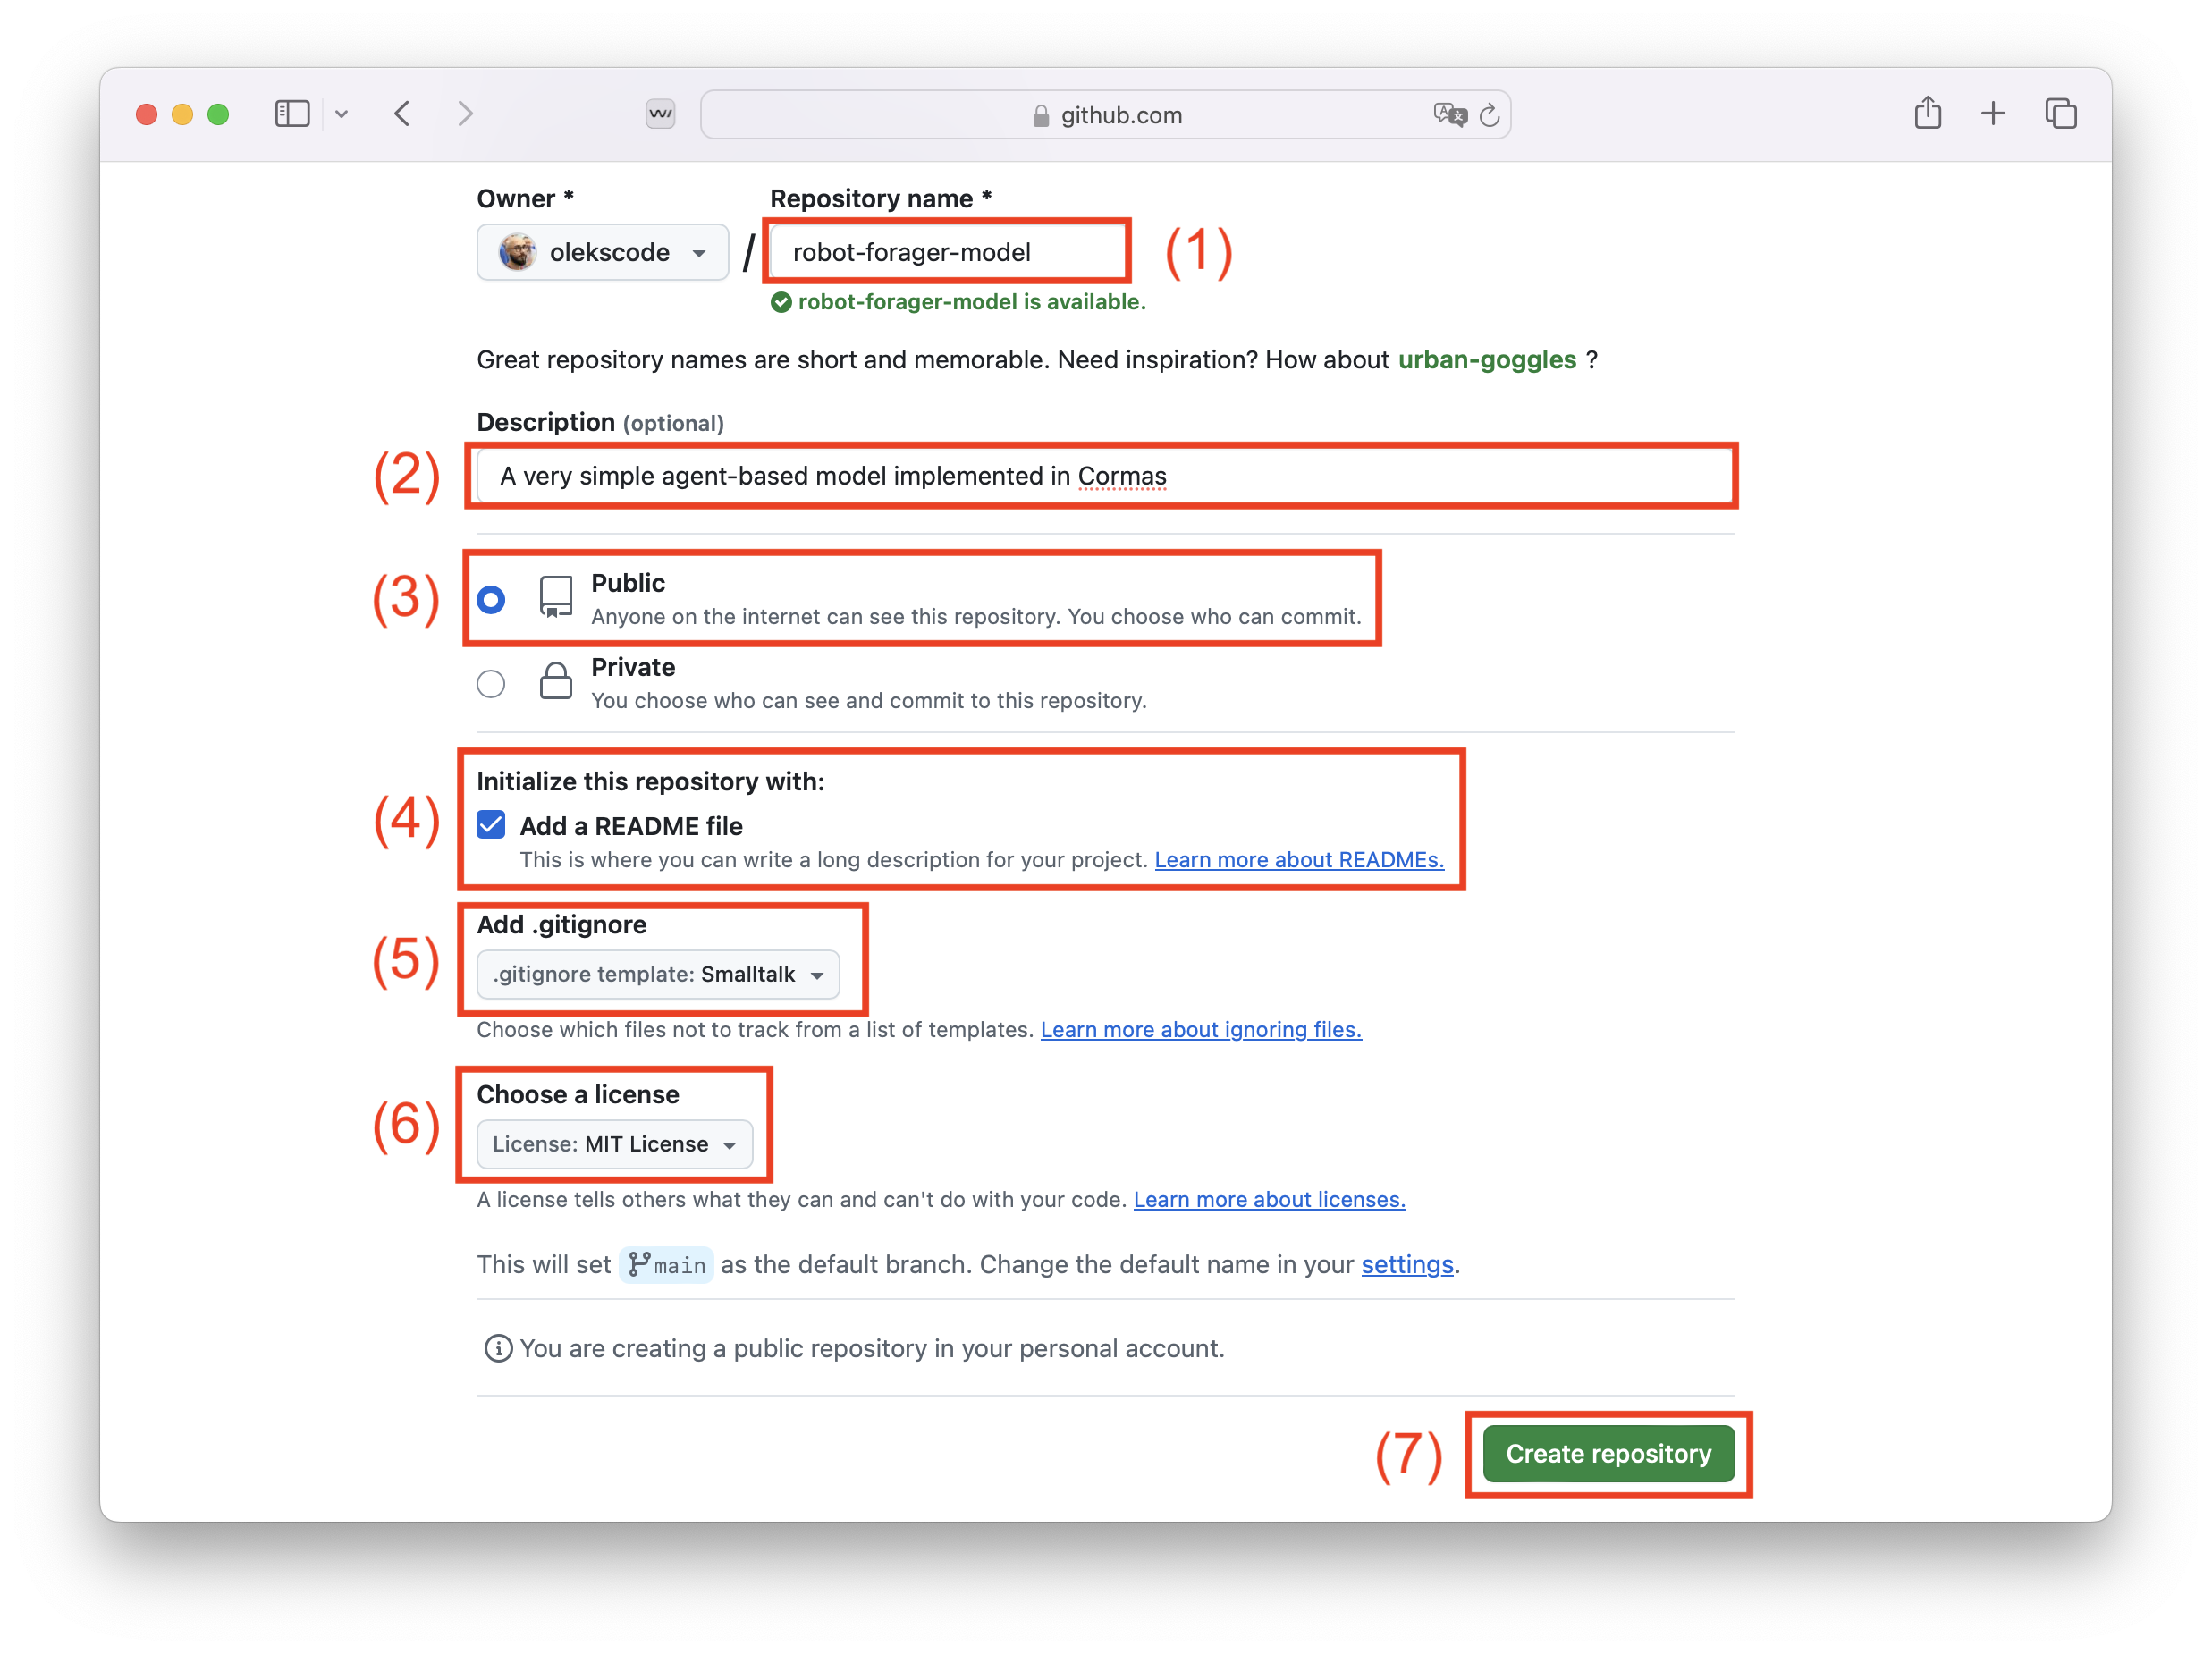 github.com
Owner *
Repository name *
olekscode
/
robot-forager-model
(1)
robot-forager-model is available.
Great repository names are short and memorable. Need inspiration? How about urban-goggles ?
Description (optional)
(2)
A very simple agent-based model implemented in Cormas
(3)
Public
Anyone on the internet can see this repository. You choose who can commit.
Private
You choose who can see and commit to this repository.
Initialize this repository with:
(4)
Add a README file
This is where you can write a long description for your project. Learn more about READMEs.
Add .gitignore
(5)
.gitignore template: Smalltalk
Choose which files not to track from a list of templates. Learn more about ignoring files.
Choose a license
(6)
License: MIT License
A license tells others what they can and can't do with your code. Learn more about licenses.
This will set main as the default branch. Change the default name in your settings.
You are creating a public repository in your personal account.
(7)
Create repository